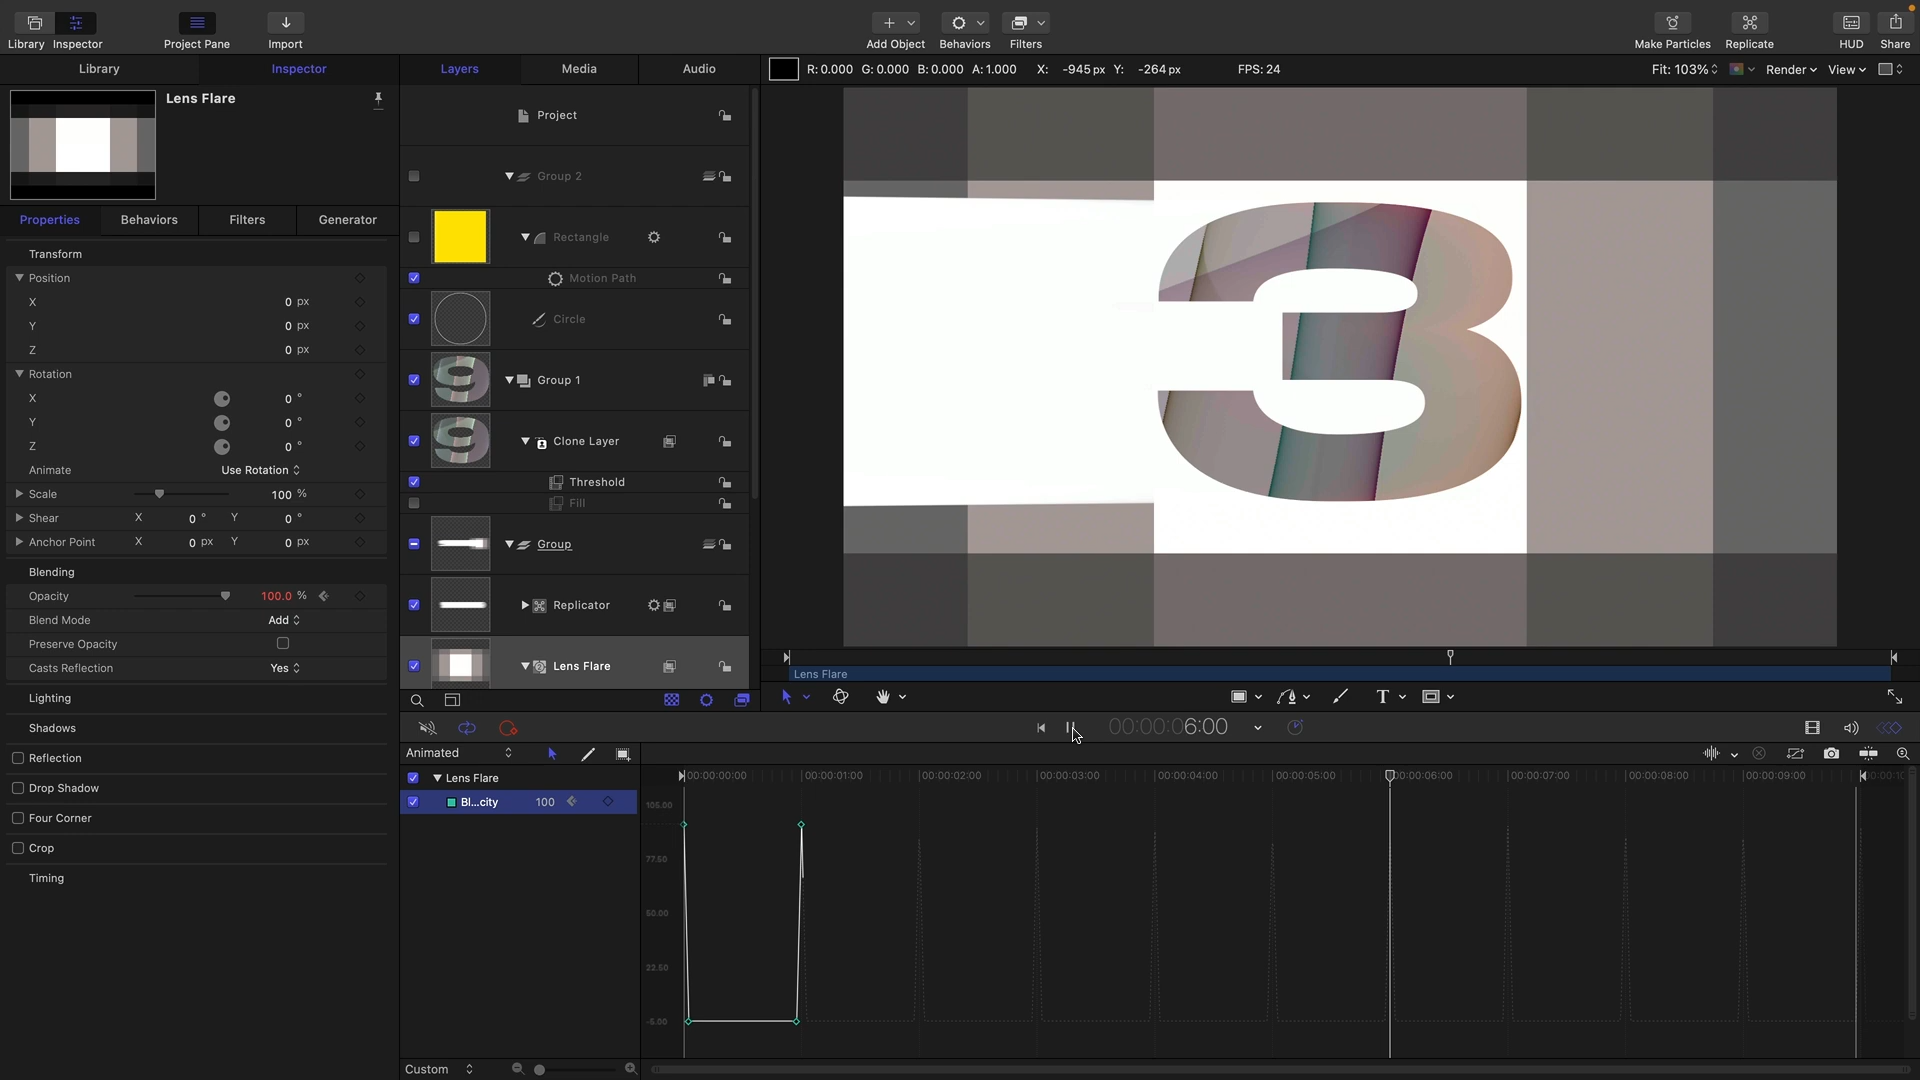 Library
Inspector
Project Pane
Import
Add Object
Behaviors
Filters
Make Particles
Replicate
HUD
Share
Library
Inspector
Layers
Media
Audio
R: 0.000 G: 0.000 B: 0.000 A: 1.000 X: -945 px Y: -264 px FPS: 24
Fit: 103%
Render
View
Lens Flare
Properties
Behaviors
Filters
Generator
Transform
Position
X 0 px
Y 0 px
Z 0 px
Rotation
X 0 °
Y 0 °
Z 0 °
Animate Use Rotation
Scale 100 %
Shear X 0 ° Y 0 °
Anchor Point X 0 px Y 0 px
Blending
Opacity 100.0 %
Blend Mode Add
Preserve Opacity
Casts Reflection Yes
Lighting
Shadows
Reflection
Drop Shadow
Four Corner
Crop
Timing
Project
Group 2
Rectangle
Motion Path
Circle
Group 1
Clone Layer
Threshold
Fill
Group
Replicator
Lens Flare
3
Lens Flare
T
00:00:00:06:00
Animated
Lens Flare
Bl...city 100
00:00:00:00
00:00:01:00
00:00:02:00
00:00:03:00
00:00:04:00
00:00:05:00
00:00:06:00
00:00:07:00
00:00:08:00
00:00:09:00
105.00
77.50
50.00
22.50
-5.00
Custom